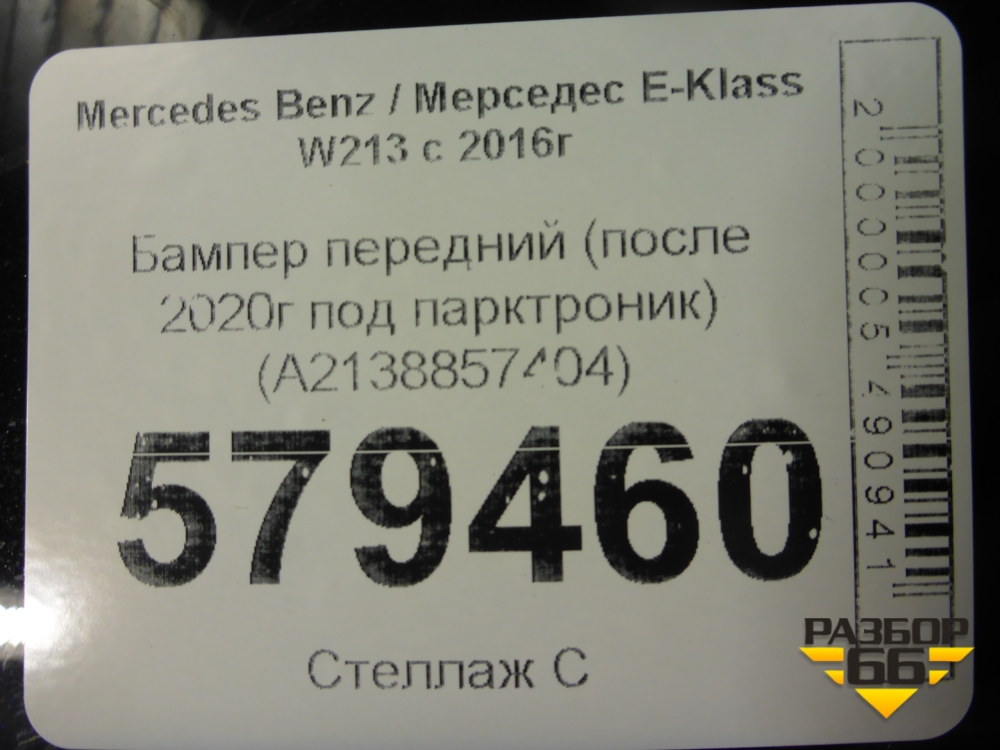 Mercedes Benz / Мерседес E-Klass
W213 с 2016г
Бампер передний (после
2020г под парктроник)
(A2138857404)
579460
Стеллаж С
2000005490941
РАЗБОР
66